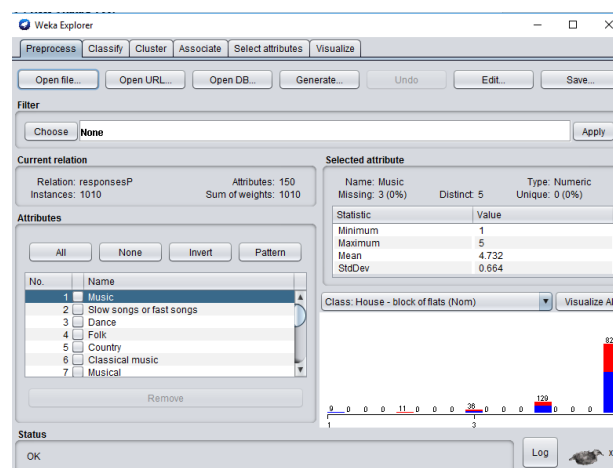 Weka Explorer
Preprocess Classify Cluster Associate Select attributes Visualize
Open file... Open URL... Open DB... Generate... Undo Edit... Save...
Filter
Choose None Apply
Current relation
Relation: responsesP Attributes: 150
Instances: 1010 Sum of weights: 1010
Selected attribute
Name: Music Type: Numeric
Missing: 3 (0%) Distinct: 5 Unique: 0 (0%)
Statistic Value
Minimum 1
Maximum 5
Mean 4.732
StdDev 0.664
Attributes
All None Invert Pattern
No. Name
1 Music
2 Slow songs or fast songs
3 Dance
4 Folk
5 Country
6 Classical music
7 Musical
Remove
Class: House - block of flats (Nom) Visualize Al
82
9 0 0 0 11 0 0 36 0 0 0 129 0 0 0
1 3
Status
OK Log x